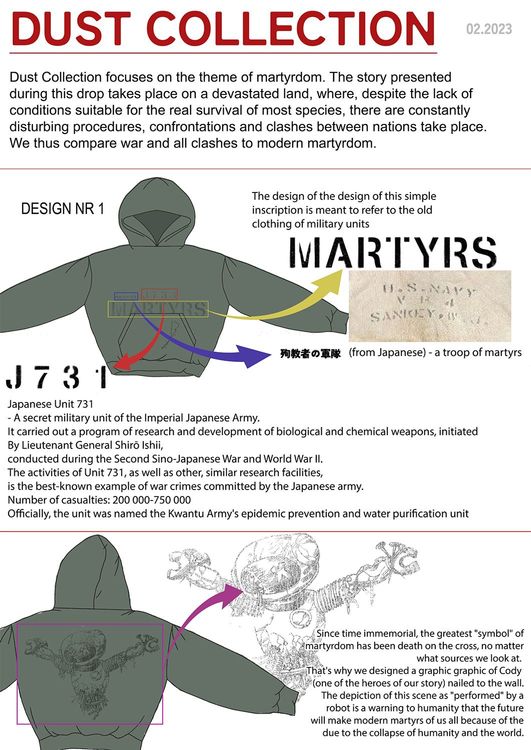 DUST COLLECTION
02.2023
Dust Collection focuses on the theme of martyrdom. The story presented
during this drop takes place on a devastated land, where, despite the lack of
conditions suitable for the real survival of most species, there are constantly
disturbing procedures, confrontations and clashes between nations take place.
We thus compare war and all clashes to modern martyrdom.
DESIGN NR 1
The design of the design of this simple
inscription is meant to refer to the old
clothing of military units
MARTYRS
U.S. NAVY
J731
MARTYRS
殉教者の軍隊 (from Japanese) - a troop of martyrs
J731
Japanese Unit 731
- A secret military unit of the Imperial Japanese Army.
It carried out a program of research and development of biological and chemical weapons, initiated
By Lieutenant General Shirō Ishii,
conducted during the Second Sino-Japanese War and World War II.
The activities of Unit 731, as well as other, similar research facilities,
is the best-known example of war crimes committed by the Japanese army.
Number of casualties: 200 000-750 000
Officially, the unit was named the Kwantu Army's epidemic prevention and water purification unit
Since time immemorial, the greatest "symbol" of
martyrdom has been death on the cross, no matter
what sources we look at.
That's why we designed a graphic graphic of Cody
(one of the heroes of our story) nailed to the wall.
The depiction of this scene as "performed" by a
robot is a warning to humanity that the future
will make modern martyrs of us all because of the
due to the collapse of humanity and the world.